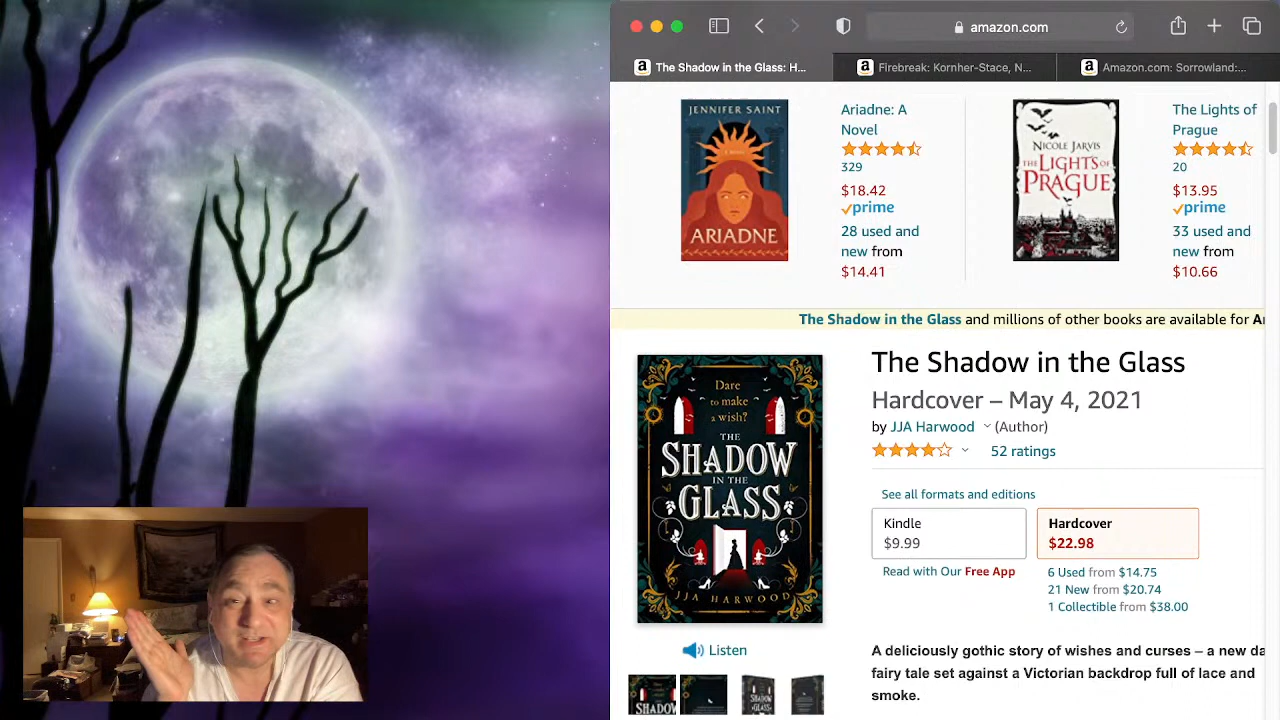 amazon.com
a The Shadow in the Glass: H...
a Firebreak: Kornher-Stace, N...
a Amazon.com: Sorrowland:...
JENNIFER SAINT
ARIADNE
Ariadne: A
Novel
329
$18.42
prime
28 used and
new from
$14.41
NICOLE JARVIS
THE LIGHTS OF
PRAGUE
The Lights of
Prague
20
$13.95
prime
33 used and
new from
$10.66
The Shadow in the Glass and millions of other books are available for A
Dare
to make
a wish?
THE
SHADOW
IN THE
GLASS
JJA HARWOOD
The Shadow in the Glass
Hardcover – May 4, 2021
by JJA Harwood (Author)
52 ratings
See all formats and editions
Kindle
$9.99
Hardcover
$22.98
Read with Our Free App
6 Used from $14.75
21 New from $20.74
1 Collectible from $38.00
Listen
A deliciously gothic story of wishes and curses – a new da
fairy tale set against a Victorian backdrop full of lace and
smoke.
SHADOW